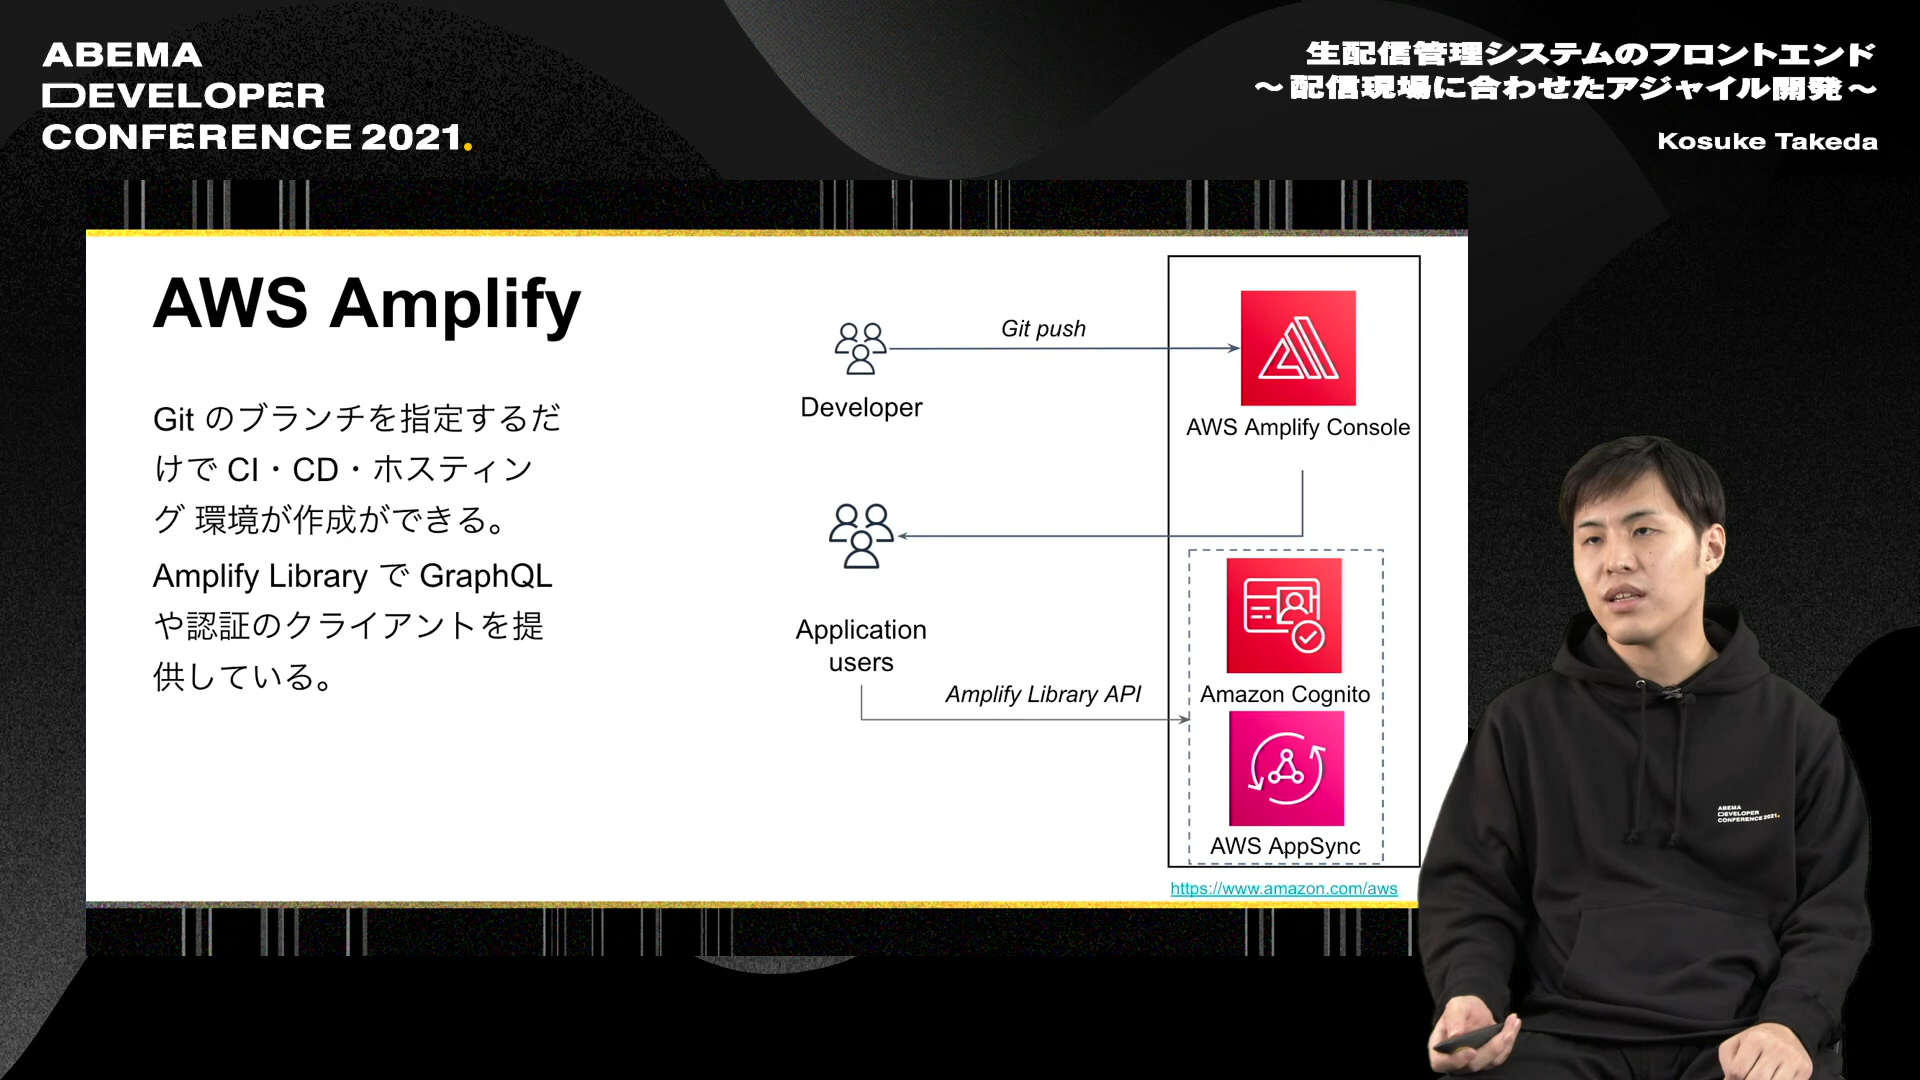 ABEMA
DEVELOPER
CONFERENCE 2021.
生配信管理システムのフロントエンド
～配信現場に合わせたアジャイル開発～
Kosuke Takeda
AWS Amplify
Git のブランチを指定するだ
けで CI・CD・ホスティン
グ 環境が作成ができる。
Amplify Library で GraphQL
や認証のクライアントを提
供している。
Git push
Developer
AWS Amplify Console
Application
users
Amplify Library API
Amazon Cognito
AWS AppSync
https://www.amazon.com/aws
ABEMA
DEVELOPER
CONFERENCE 2021.